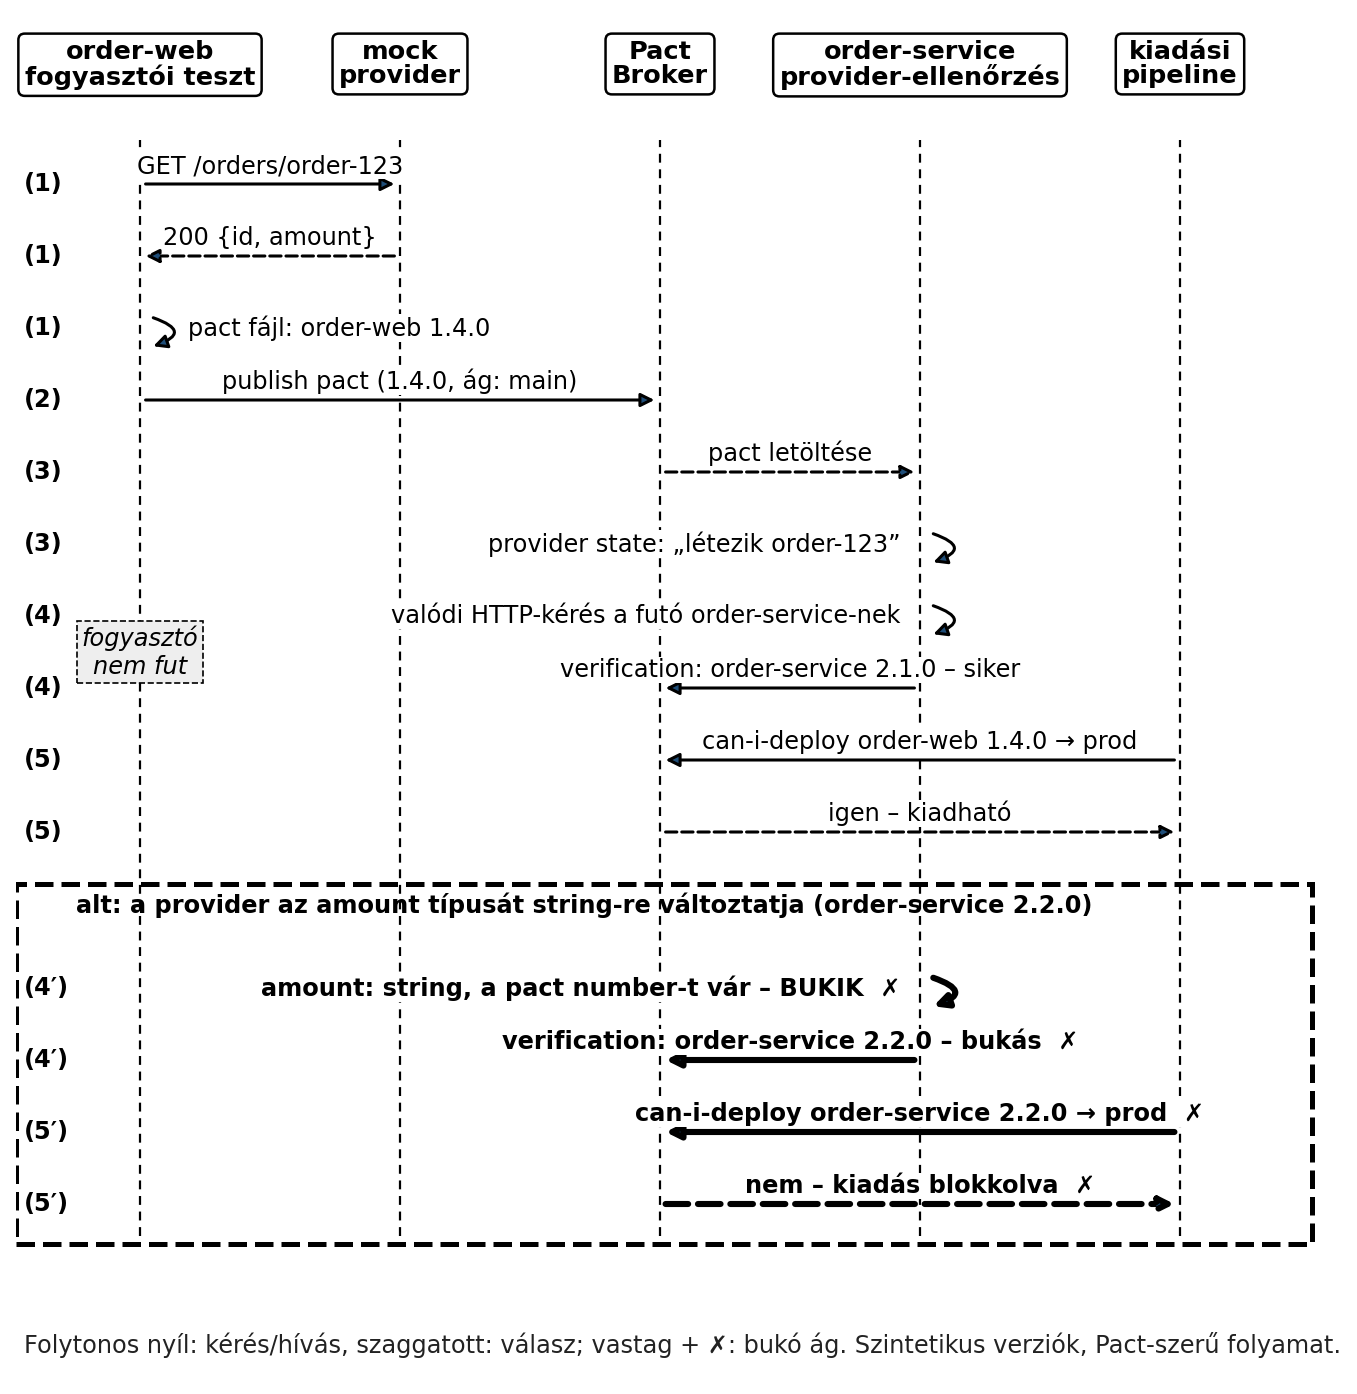 order-web
fogyasztói teszt
mock
provider
Pact
Broker
order-service
provider-ellenőrzés
kiadási
pipeline
(1) GET /orders/order-123
(1) 200 {id, amount}
(1) pact fájl: order-web 1.4.0
(2) publish pact (1.4.0, ág: main)
(3) pact letöltése
(3) provider state: „létezik order-123”
(4) valódi HTTP-kérés a futó order-service-nek
fogyasztó
nem fut
(4) verification: order-service 2.1.0 – siker
(5) can-i-deploy order-web 1.4.0 → prod
(5) igen – kiadható
alt: a provider az amount típusát string-re változtatja (order-service 2.2.0)
(4′) amount: string, a pact number-t vár – BUKIK ✗
(4′) verification: order-service 2.2.0 – bukás ✗
(5′) can-i-deploy order-service 2.2.0 → prod ✗
(5′) nem – kiadás blokkolva ✗
Folytonos nyíl: kérés/hívás, szaggatott: válasz; vastag + ✗: bukó ág. Szintetikus verziók, Pact-szerű folyamat.